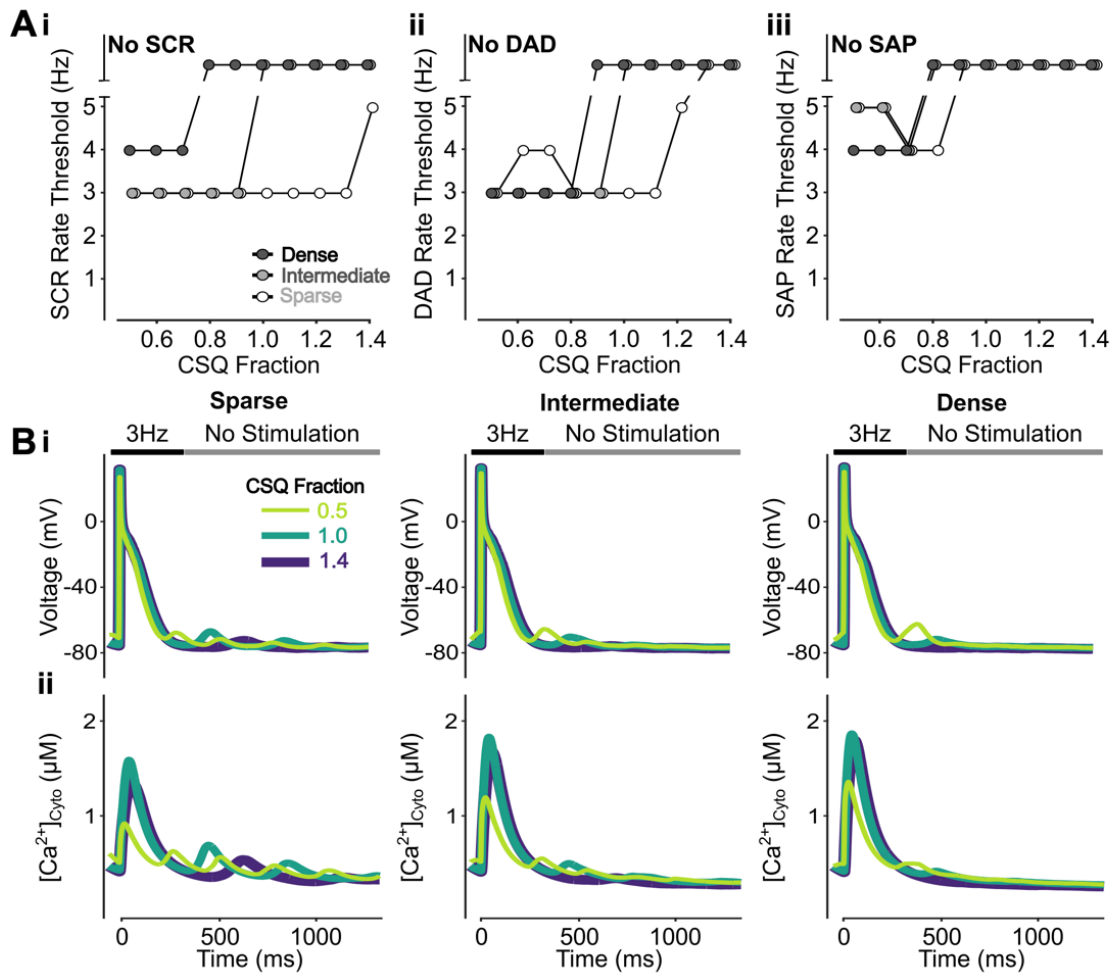 A i
ii
iii
No SCR
No DAD
No SAP
SCR Rate Threshold (Hz)
5
4
3
2
1
Dense
Intermediate
Sparse
0.6 0.8 1.0 1.2 1.4
CSQ Fraction
DAD Rate Threshold (Hz)
5
4
3
2
1
0.6 0.8 1.0 1.2 1.4
CSQ Fraction
SAP Rate Threshold (Hz)
5
4
3
2
1
0.6 0.8 1.0 1.2 1.4
CSQ Fraction
Sparse
Intermediate
Dense
B i
3Hz No Stimulation
3Hz No Stimulation
3Hz No Stimulation
CSQ Fraction
0.5
1.0
1.4
Voltage (mV)
0
-40
-80
Voltage (mV)
0
-40
-80
Voltage (mV)
0
-40
-80
ii
[Ca²⁺]Cyto (µM)
2
1
0 500 1000
Time (ms)
[Ca²⁺]Cyto (µM)
2
1
0 500 1000
Time (ms)
[Ca²⁺]Cyto (µM)
2
1
0 500 1000
Time (ms)